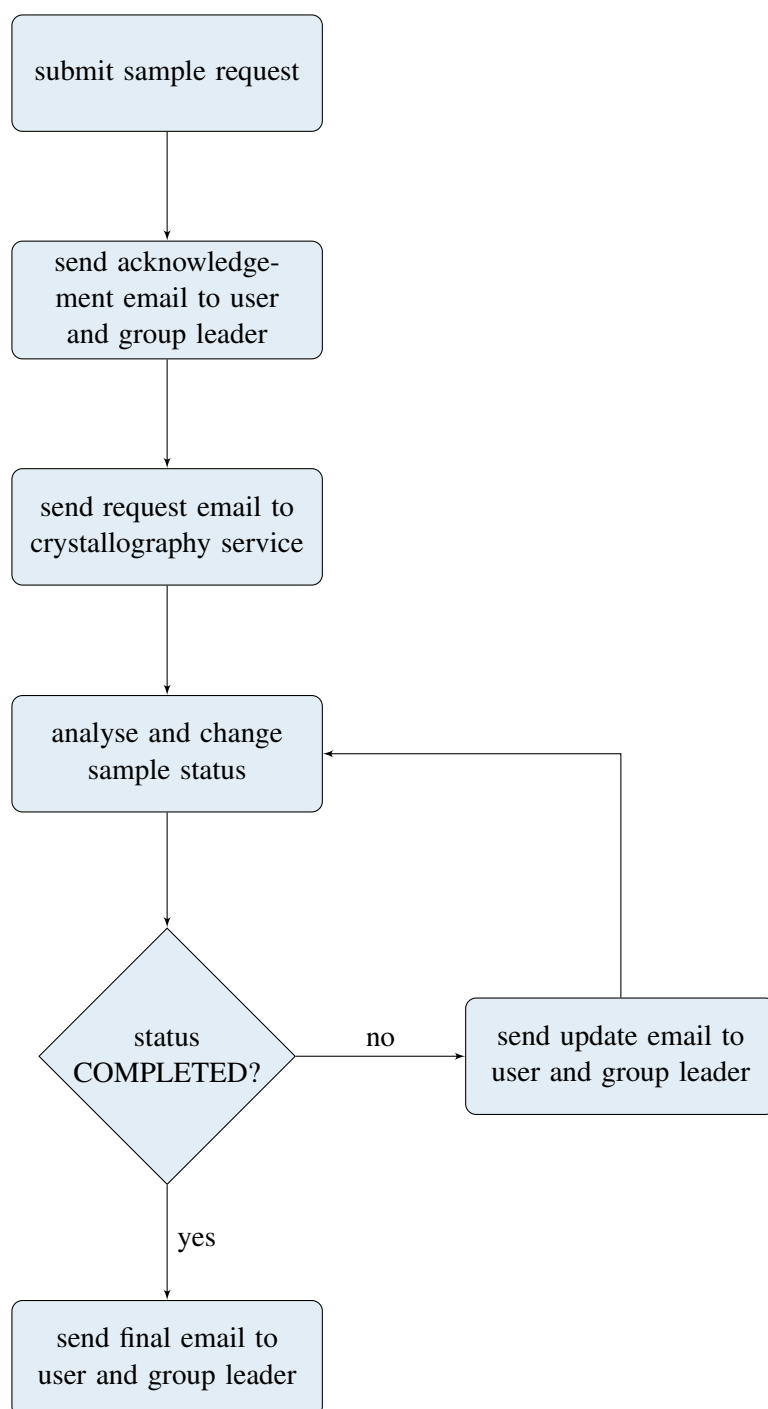 submit sample request
send acknowledge-
ment email to user
and group leader
send request email to
crystallography service
analyse and change
sample status
status
COMPLETED?
no
send update email to
user and group leader
yes
send final email to
user and group leader